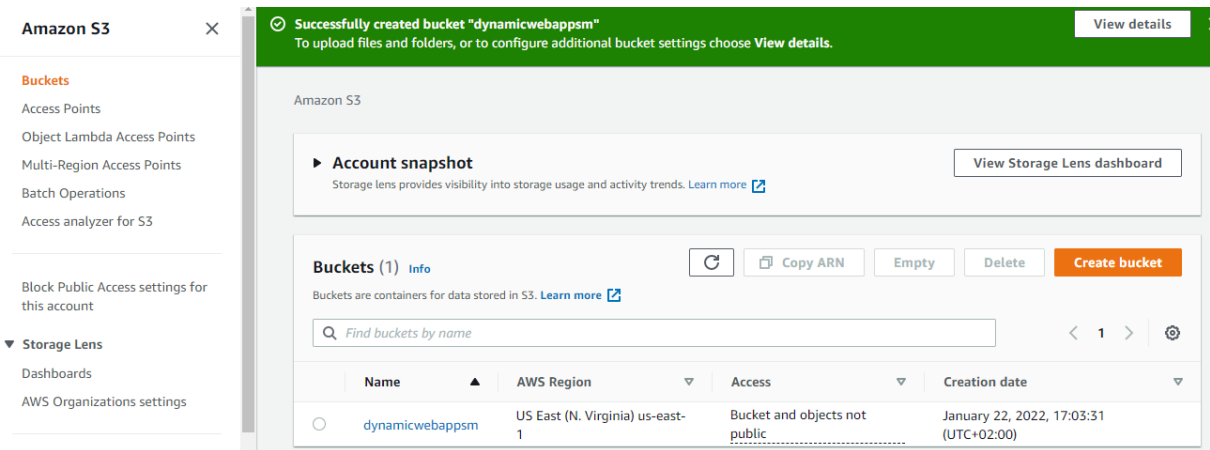 Amazon S3
Buckets
Access Points
Object Lambda Access Points
Multi-Region Access Points
Batch Operations
Access analyzer for S3
Block Public Access settings for
this account
Storage Lens
Dashboards
AWS Organizations settings
Successfully created bucket "dynamicwebappsm"
To upload files and folders, or to configure additional bucket settings choose View details.
View details
Amazon S3
Account snapshot
Storage lens provides visibility into storage usage and activity trends. Learn more
View Storage Lens dashboard
Buckets (1) Info
Buckets are containers for data stored in S3. Learn more
Copy ARN
Empty
Delete
Create bucket
Find buckets by name
1
Name AWS Region Access Creation date
dynamicwebappsm
US East (N. Virginia) us-east-
1
Bucket and objects not
public
January 22, 2022, 17:03:31
(UTC+02:00)